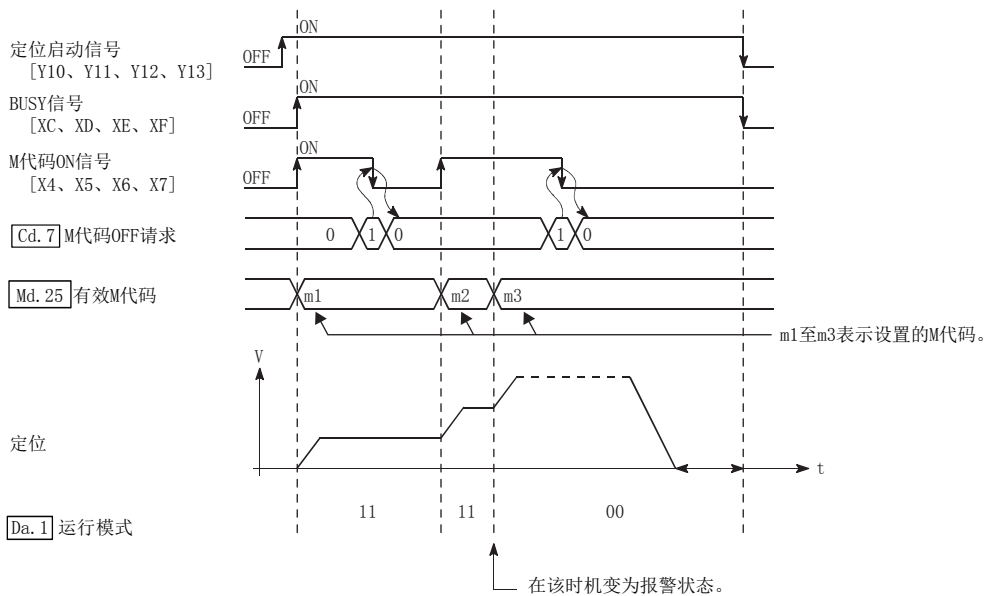 ON
定位启动信号
OFF
[Y10、Y11、Y12、Y13]
ON
BUSY信号
OFF
[XC、XD、XE、XF]
ON
M代码ON信号
OFF
[X4、X5、X6、X7]
Cd.7 M代码OFF请求
0 1 0 1 0
Md.25 有效M代码
m1 m2 m3
m1至m3表示设置的M代码。
V
定位
t
11 11 00
Da.1 运行模式
在该时机变为报警状态。